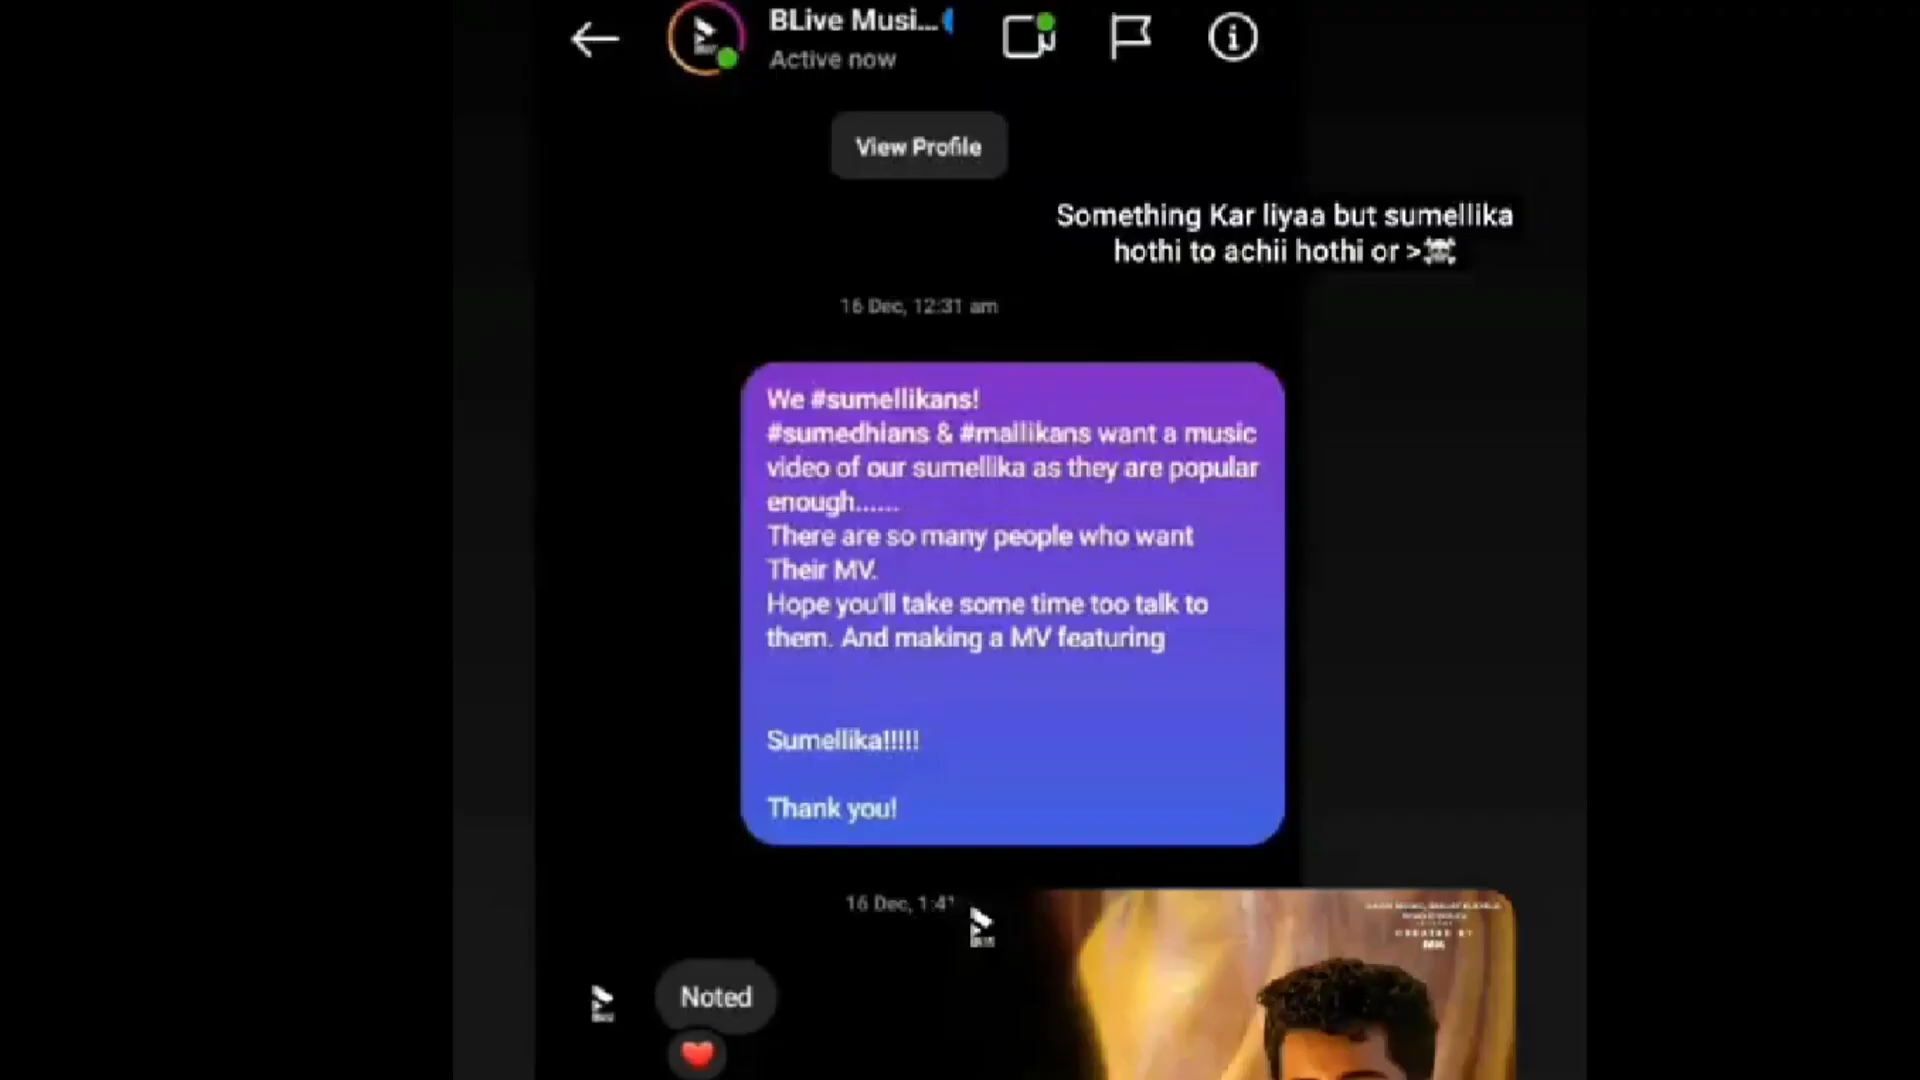 BLive Musi...
Active now
View Profile
Something Kar liyaa but sumellika
hothi to achii hothi or >☠️
16 Dec, 12:31 am
We #sumellikans!
#sumedhians & #mallikans want a music
video of our sumellika as they are popular
enough......
There are so many people who want
Their MV.
Hope you'll take some time too talk to
them. And making a MV featuring
Sumellika!!!!!
Thank you!
16 Dec, 1:4
CREATED BY
Noted